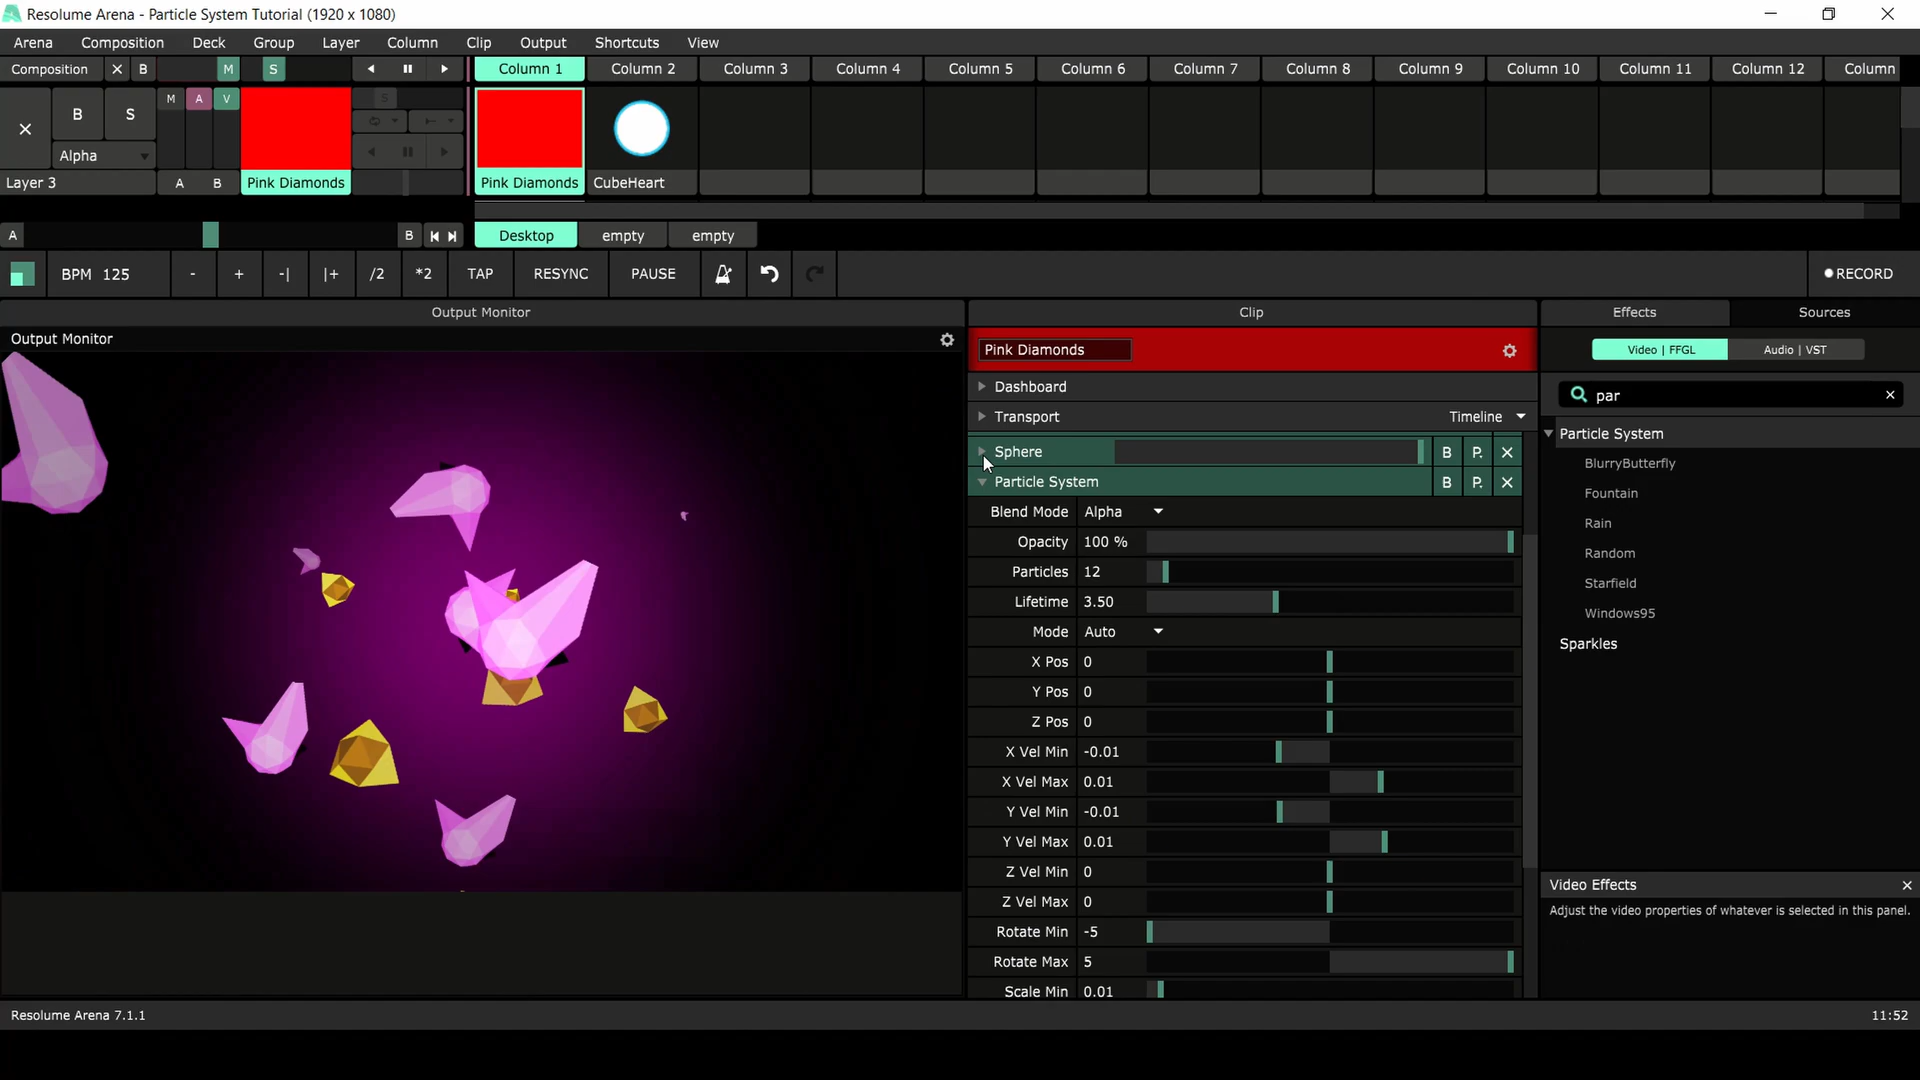 Resolume Arena - Particle System Tutorial (1920 x 1080)
Arena Composition Deck Group Layer Column Clip Output Shortcuts View
Composition B M S Column 1 Column 2 Column 3 Column 4 Column 5 Column 6 Column 7 Column 8 Column 9 Column 10 Column 11 Column 12 Column
M A V S
B S
Alpha
Layer 3 A B Pink Diamonds Pink Diamonds CubeHeart
A B Desktop empty empty
BPM 125 - + -| |+ /2 *2 TAP RESYNC PAUSE RECORD
Output Monitor Clip Effects Sources
Output Monitor
Pink Diamonds
Video | FFGL Audio | VST
Dashboard
par
Transport Timeline
Particle System
Sphere B P. X
BlurryButterfly
Particle System B P. X
Fountain
Blend Mode Alpha
Rain
Opacity 100 %
Random
Particles 12
Starfield
Lifetime 3.50
Windows95
Mode Auto
Sparkles
X Pos 0
Y Pos 0
Z Pos 0
X Vel Min -0.01
X Vel Max 0.01
Y Vel Min -0.01
Y Vel Max 0.01
Z Vel Min 0
Z Vel Max 0
Video Effects
Adjust the video properties of whatever is selected in this panel.
Rotate Min -5
Rotate Max 5
Scale Min 0.01
Resolume Arena 7.1.1 11:52